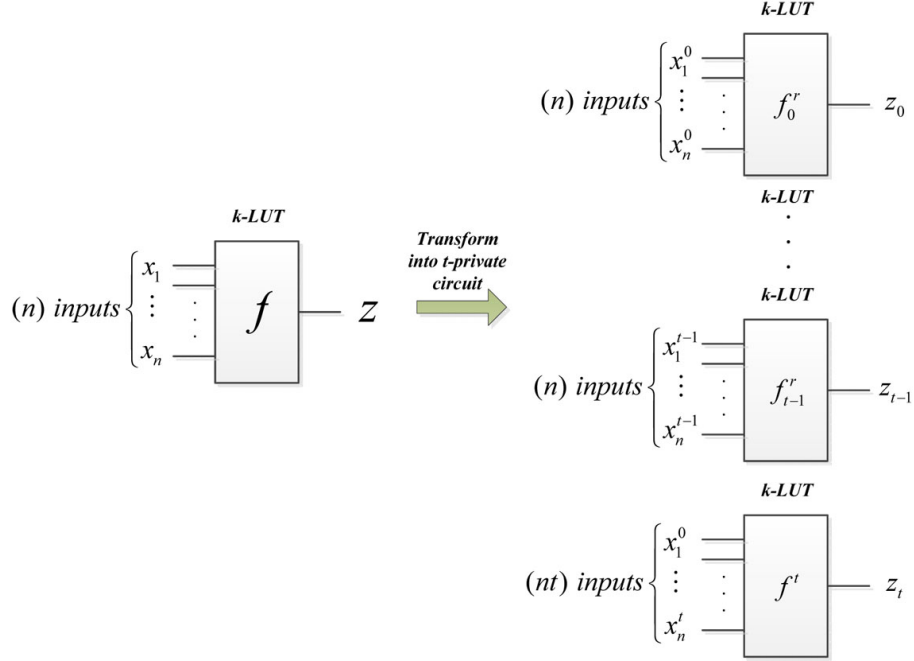 k-LUT
(n) inputs
x_1
⋮
x_n
f
z
Transform
into t-private
circuit
k-LUT
(n) inputs
x_1^0
⋮
x_n^0
f_0^r
z_0
k-LUT
k-LUT
(n) inputs
x_1^{t-1}
⋮
x_n^{t-1}
f_{t-1}^r
z_{t-1}
k-LUT
(nt) inputs
x_1^0
⋮
x_n^t
f^t
z_t